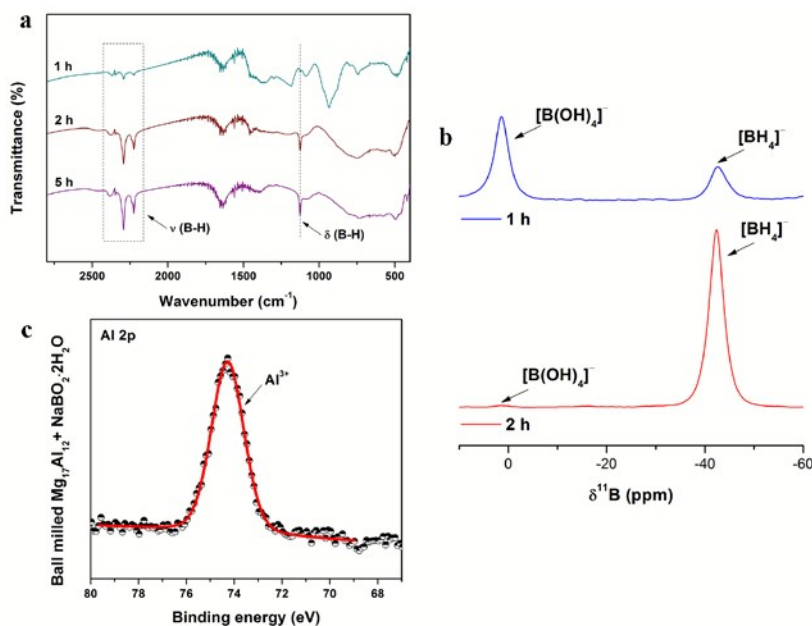 a
Transmittance (%)
1 h
2 h
5 h
ν (B-H)
δ (B-H)
2500 2000 1500 1000 500
Wavenumber (cm⁻¹)
b
[B(OH)₄]⁻
[BH₄]⁻
1 h
[BH₄]⁻
[B(OH)₄]⁻
2 h
0 -20 -40 -60
δ¹¹B (ppm)
c
Ball milled Mg₁₇Al₁₂+ NaBO₂·2H₂O
Al 2p
Al³⁺
80 78 76 74 72 70 68
Binding energy (eV)